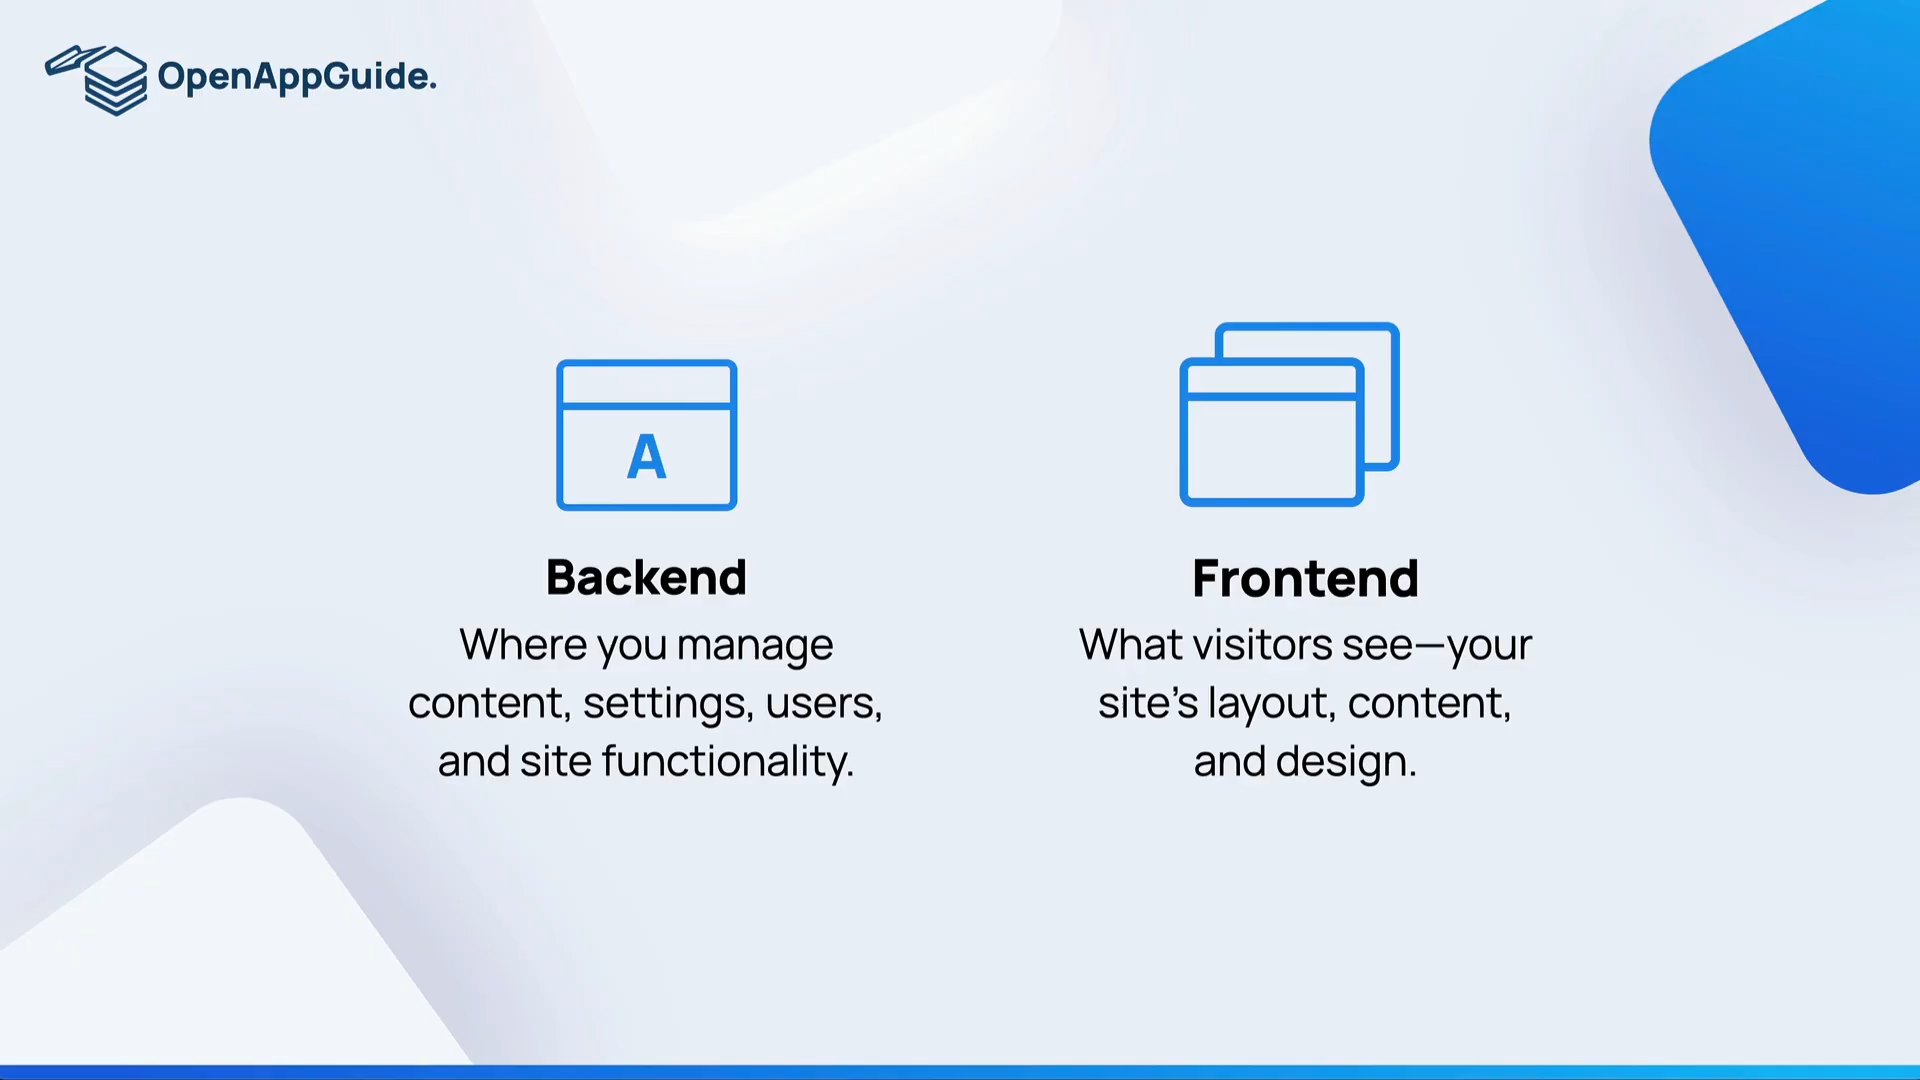 OpenAppGuide.
A
Backend
Where you manage
content, settings, users,
and site functionality.
Frontend
What visitors see—your
site’s layout, content,
and design.